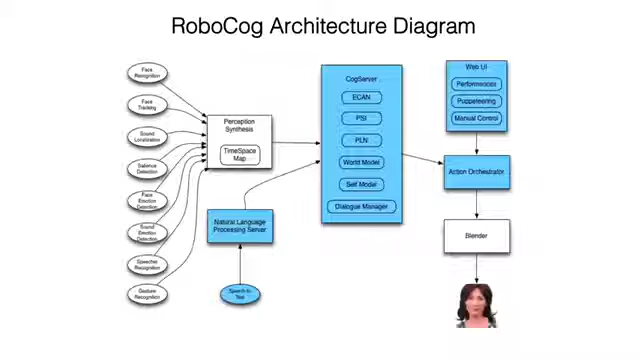 RoboCog Architecture Diagram
Face
Recognition
Face
Tracking
Sound
Localization
Salience
Detection
Face
Emotion
Detection
Sound
Emotion
Detection
Speecher
Recognition
Gesture
Recognition
Perception
Synthesis
TimeSpace
Map
Natural Language
Processing Server
Speech to
Text
CogServer
ECAN
PSI
PLN
World Model
Self Model
Dialogue Manager
Web UI
Performances
Puppeteering
Manual Control
Action Orchestrator
Blender